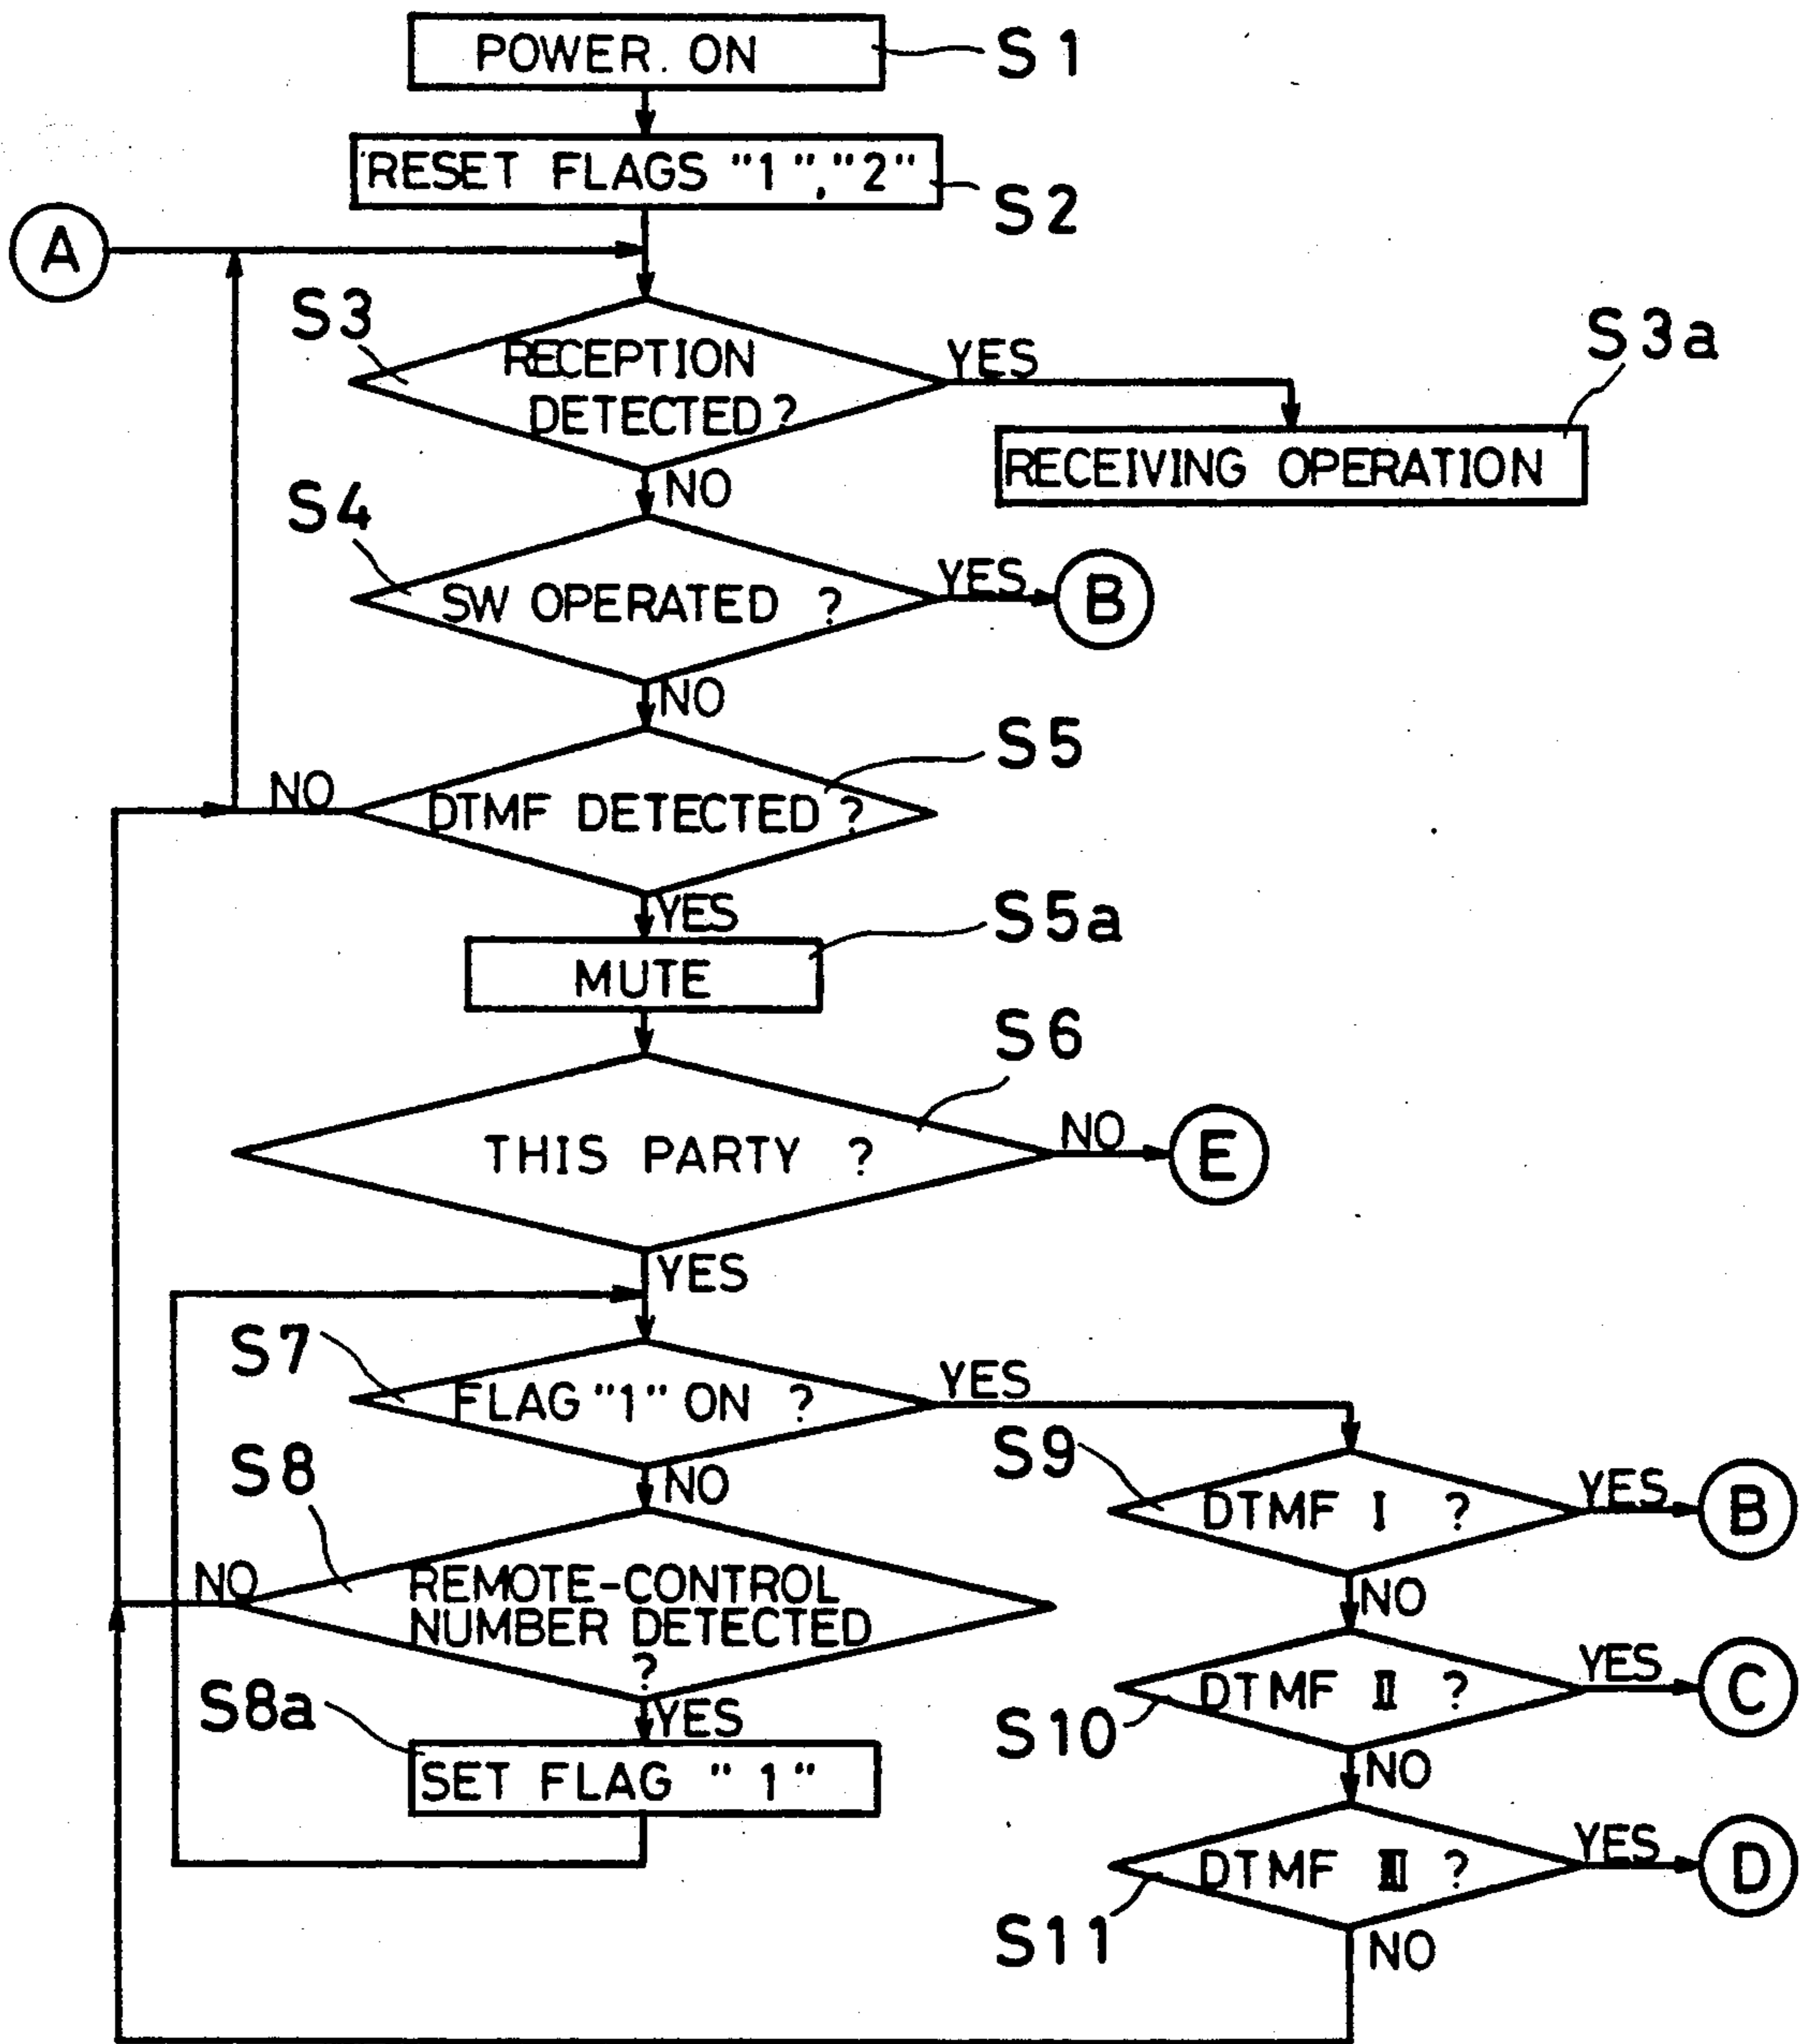 POWER. ON
S1
RESET FLAGS "1", "2"
S2
A
S3
RECEPTION
DETECTED?
YES
S3a
RECEIVING OPERATION
NO
S4
SW OPERATED ?
YES
B
NO
S5
NO
DTMF DETECTED ?
YES
S5a
MUTE
S6
THIS PARTY ?
NO
E
YES
S7
FLAG "1" ON ?
YES
NO
S8
NO
REMOTE-CONTROL
NUMBER DETECTED
?
YES
S8a
SET FLAG " 1"
S9
DTMF I ?
YES
B
NO
S10
DTMF II ?
YES
C
NO
S11
DTMF III ?
YES
D
NO